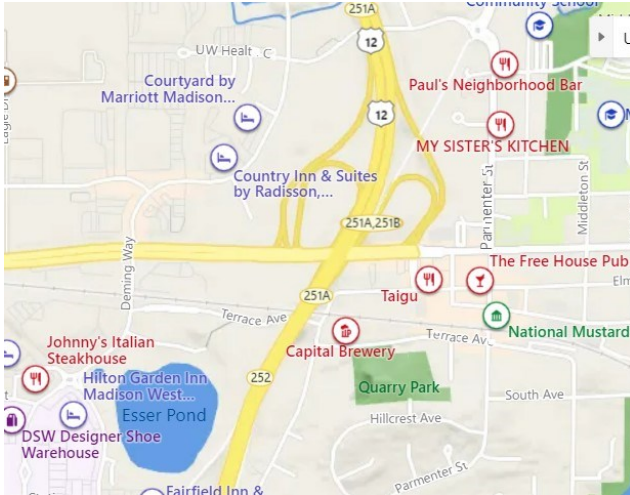 Community School
251A
12
UW Healt
C
Paul's Neighborhood Bar
Courtyard by
Marriott Madison...
12
MY SISTER'S KITCHEN
Country Inn & Suites
by Radisson,...
Parmenter St
Middleton St
251A,251B
The Free House Pub
Deming Way
Taigu
251A
Elm
Terrace Ave
National Mustard
Terrace Ave
Johnny's Italian
Steakhouse
Capital Brewery
252
Hilton Garden Inn
Madison West...
Quarry Park
South Ave
Esser Pond
Hillcrest Ave
DSW Designer Shoe
Warehouse
Parmenter St
Fairfield Inn &